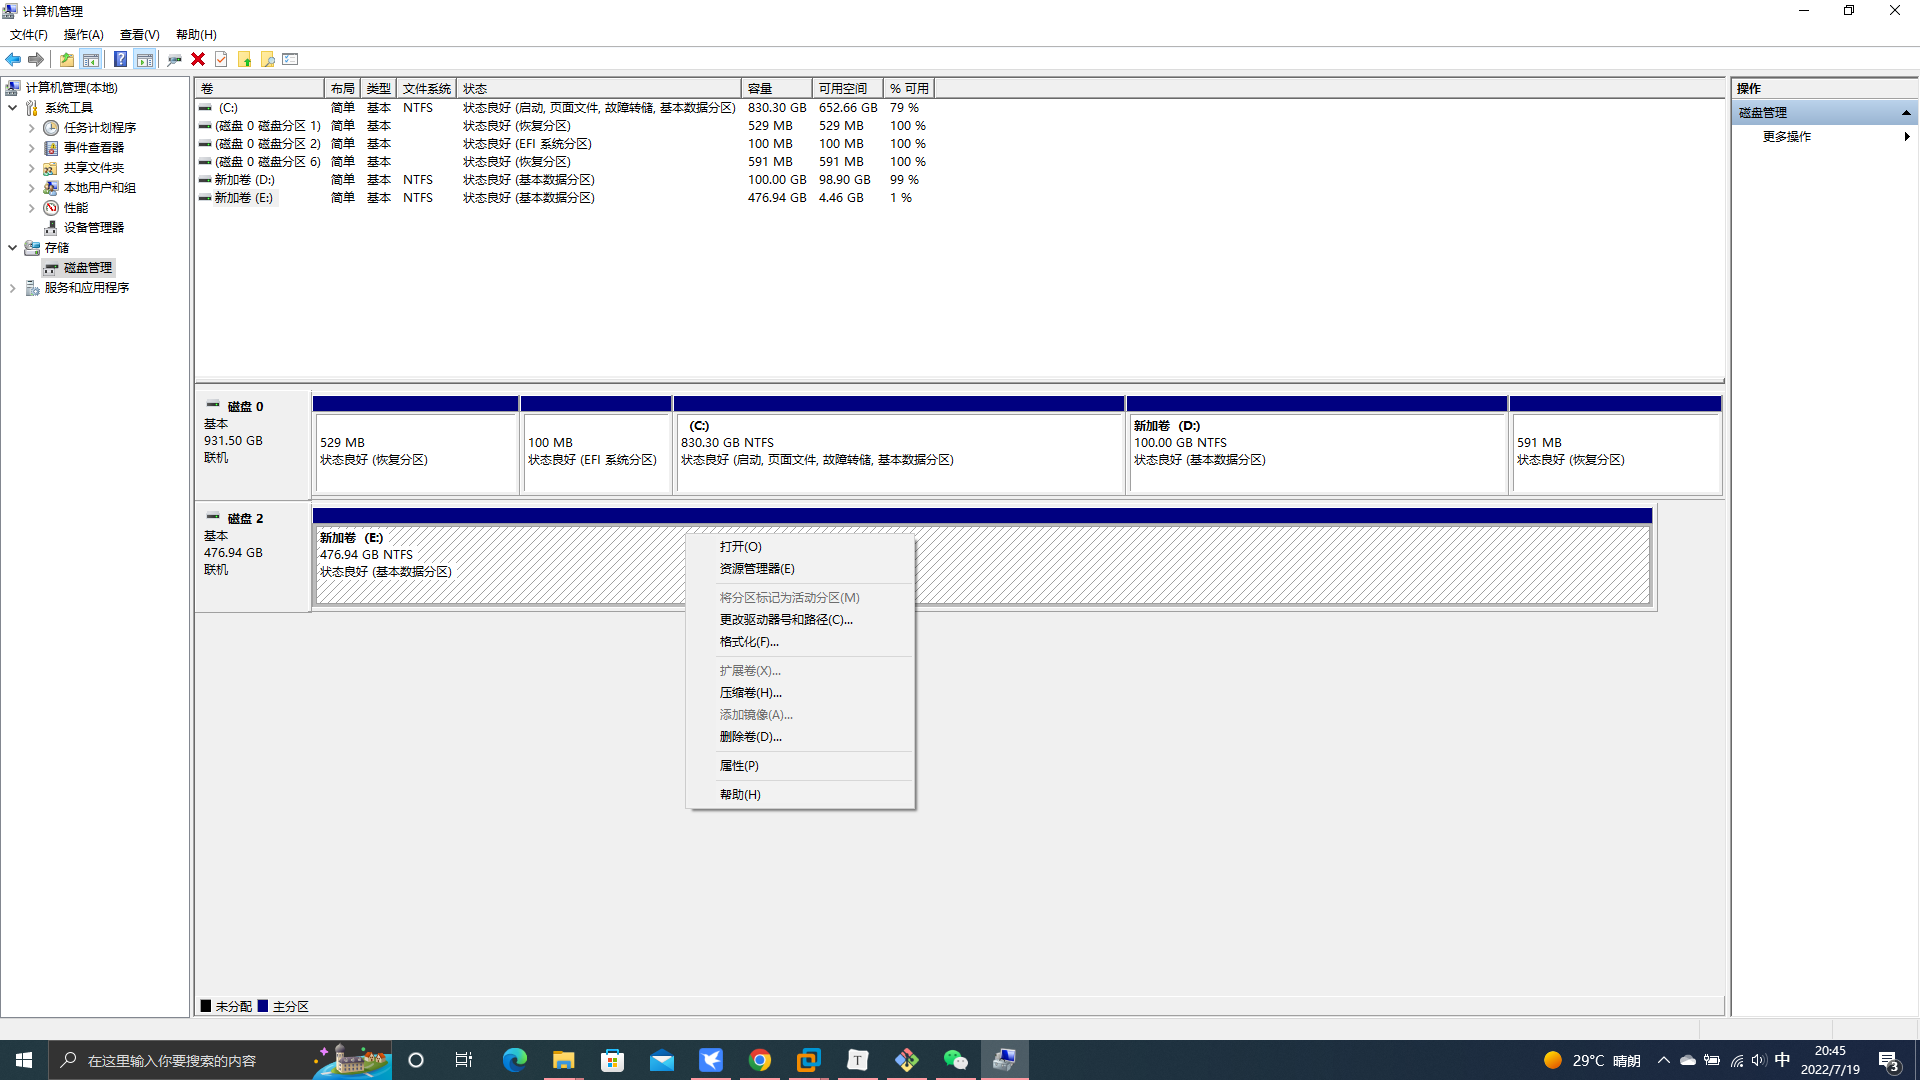 计算机管理
文件(F) 操作(A) 查看(V) 帮助(H)
计算机管理(本地)
系统工具
任务计划程序
事件查看器
共享文件夹
本地用户和组
性能
设备管理器
存储
磁盘管理
服务和应用程序
卷 布局 类型 文件系统 状态 容量 可用空间 % 可用
(C:) 简单 基本 NTFS 状态良好 (启动, 页面文件, 故障转储, 基本数据分区) 830.30 GB 652.66 GB 79 %
(磁盘 0 磁盘分区 1) 简单 基本 状态良好 (恢复分区) 529 MB 529 MB 100 %
(磁盘 0 磁盘分区 2) 简单 基本 状态良好 (EFI 系统分区) 100 MB 100 MB 100 %
(磁盘 0 磁盘分区 6) 简单 基本 状态良好 (恢复分区) 591 MB 591 MB 100 %
新加卷 (D:) 简单 基本 NTFS 状态良好 (基本数据分区) 100.00 GB 98.90 GB 99 %
新加卷 (E:) 简单 基本 NTFS 状态良好 (基本数据分区) 476.94 GB 4.46 GB 1 %
磁盘 0
基本
931.50 GB
联机
529 MB
状态良好 (恢复分区)
100 MB
状态良好 (EFI 系统分区)
(C:)
830.30 GB NTFS
状态良好 (启动, 页面文件, 故障转储, 基本数据分区)
新加卷 (D:)
100.00 GB NTFS
状态良好 (基本数据分区)
591 MB
状态良好 (恢复分区)
磁盘 2
基本
476.94 GB
联机
新加卷 (E:)
476.94 GB NTFS
状态良好 (基本数据分区)
打开(O)
资源管理器(E)
将分区标记为活动分区(M)
更改驱动器号和路径(C)...
格式化(F)...
扩展卷(X)...
压缩卷(H)...
添加镜像(A)...
删除卷(D)...
属性(P)
帮助(H)
未分配 主分区
操作
磁盘管理
更多操作
在这里输入你要搜索的内容
T
29°C 晴朗
中
20:45
2022/7/19
3